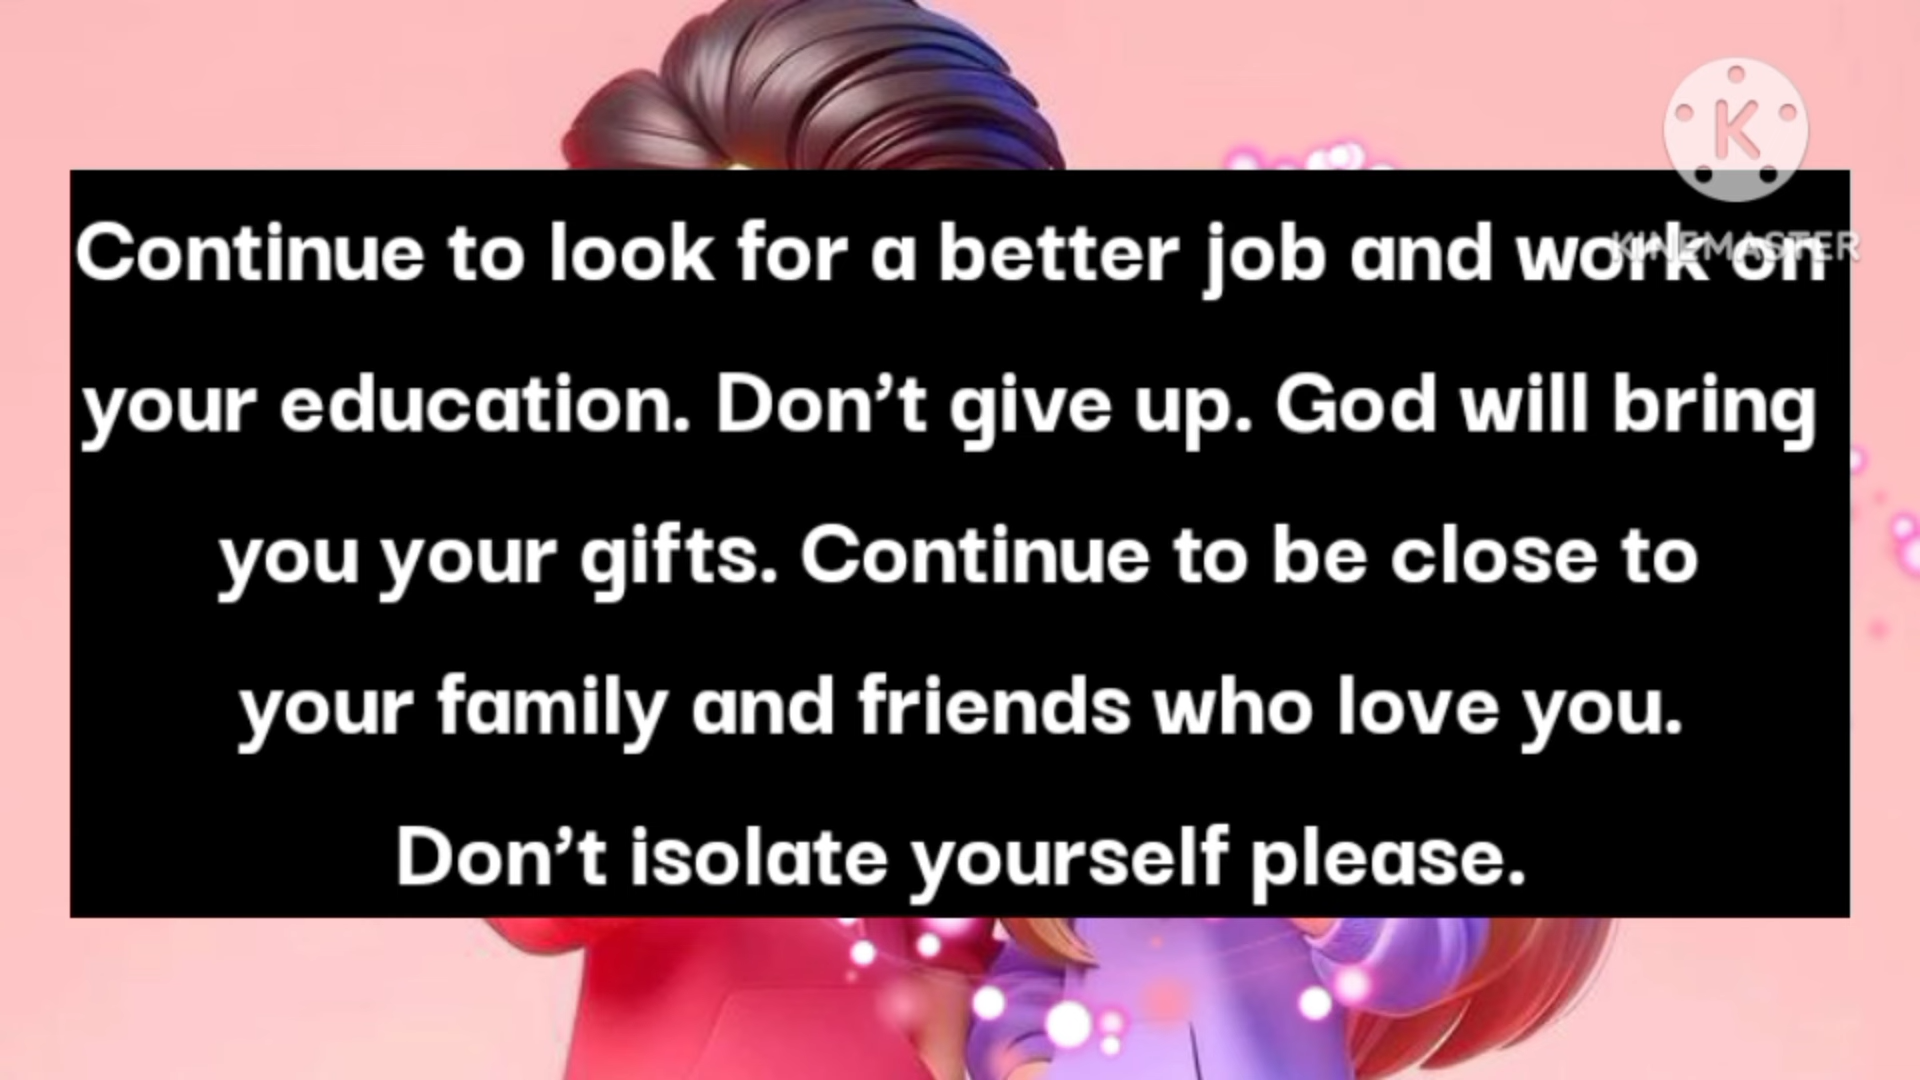 K
KINEMASTER
Continue to look for a better job and work on
your education. Don’t give up. God will bring
you your gifts. Continue to be close to
your family and friends who love you.
Don’t isolate yourself please.